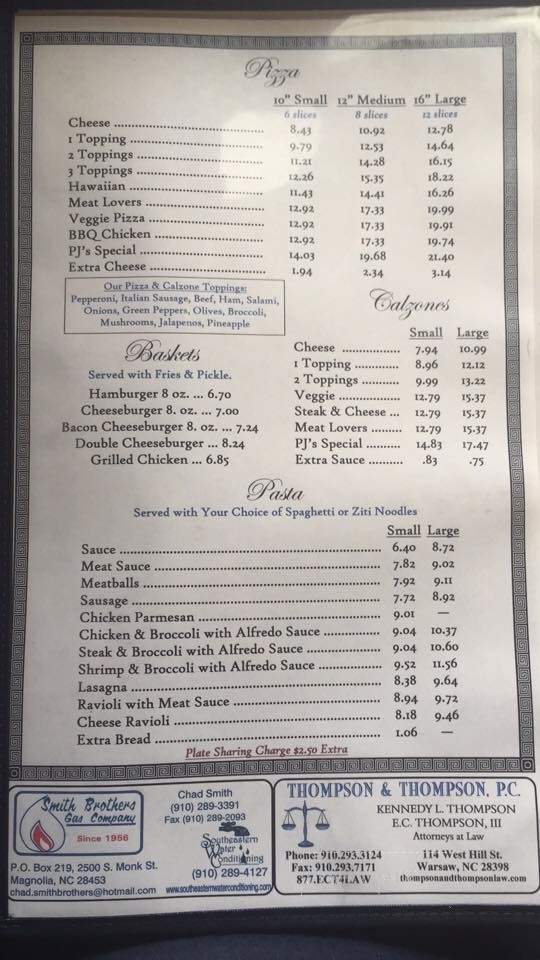 Pizza
10" Small 12" Medium 16" Large
6 slices 8 slices 12 slices
Cheese 8.43 10.92 12.78
1 Topping 9.79 12.53 14.64
2 Toppings 11.21 14.28 16.15
3 Toppings 12.26 15.35 18.22
Hawaiian 11.43 14.41 16.26
Meat Lovers 12.92 17.33 19.99
Veggie Pizza 12.92 17.33 19.91
BBQ Chicken 12.92 17.33 19.74
PJ's Special 14.03 19.68 21.40
Extra Cheese 1.94 2.34 3.14
Our Pizza & Calzone Toppings:
Pepperoni, Italian Sausage, Beef, Ham, Salami,
Onions, Green Peppers, Olives, Broccoli,
Mushrooms, Jalapenos, Pineapple
Calzones
Small Large
Cheese 7.94 10.99
1 Topping 8.96 12.12
2 Toppings 9.99 13.22
Veggie 12.79 15.37
Steak & Cheese ... 12.79 15.37
Meat Lovers 12.79 15.37
PJ's Special 14.83 17.47
Extra Sauce .83 .75
Baskets
Served with Fries & Pickle.
Hamburger 8 oz. ... 6.70
Cheeseburger 8. oz. ... 7.00
Bacon Cheeseburger 8. oz. ... 7.24
Double Cheeseburger ... 8.24
Grilled Chicken ... 6.85
Pasta
Served with Your Choice of Spaghetti or Ziti Noodles
Small Large
Sauce 6.40 8.72
Meat Sauce 7.82 9.02
Meatballs 7.92 9.11
Sausage 7.72 8.92
Chicken Parmesan 9.01 —
Chicken & Broccoli with Alfredo Sauce 9.04 10.37
Steak & Broccoli with Alfredo Sauce 9.04 10.60
Shrimp & Broccoli with Alfredo Sauce 9.52 11.56
Lasagna 8.38 9.64
Ravioli with Meat Sauce 8.94 9.72
Cheese Ravioli 8.18 9.46
Extra Bread 1.06 —
Plate Sharing Charge $2.50 Extra
Smith Brothers
Gas Company
Since 1956
P.O. Box 219, 2500 S. Monk St.
Magnolia, NC 28453
chad.smithbrothers@hotmail.com
Chad Smith
(910) 289-3391
Fax (910) 289-2093
Southeastern
Water
Conditioning
(910) 289-4127
www.southeasternwaterconditioning.com
THOMPSON & THOMPSON, P.C.
KENNEDY L. THOMPSON
E.C. THOMPSON, III
Attorneys at Law
Phone: 910.293.3124
Fax: 910.293.7171
877.ECT4LAW
114 West Hill St.
Warsaw, NC 28398
thompsonandthompsonlaw.com